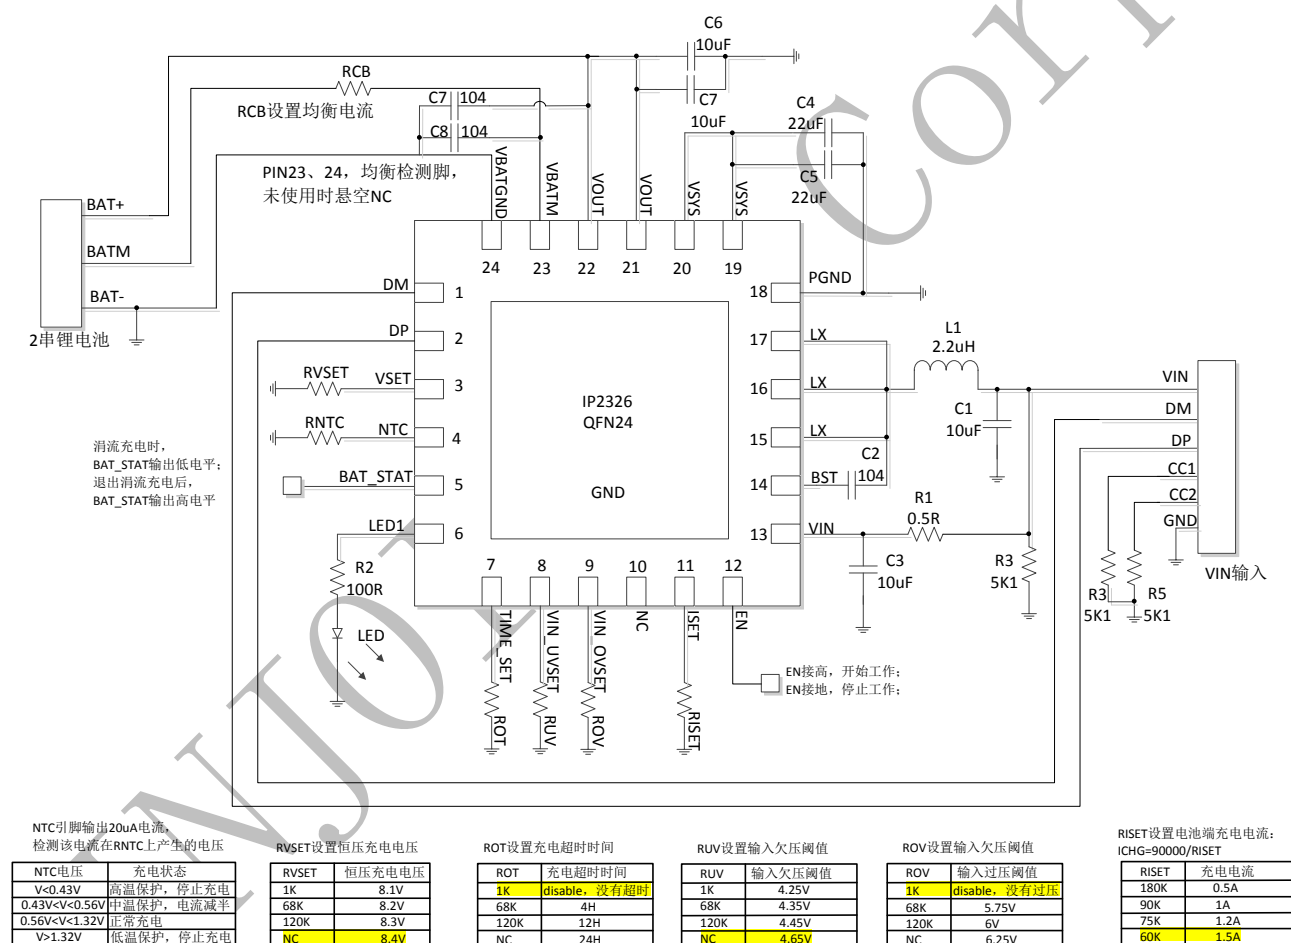 C6
10uF
RCB
RCB设置均衡电流
C7 104
C8 104
C7
10uF
C4
22uF
C5
22uF
PIN23、24，均衡检测脚，
未使用时悬空NC
VBATGND
VBATM
VOUT
VOUT
VSYS
VSYS
BAT+
BATM
BAT-
2串锂电池
24
23
22
21
20
19
DM
1
DP
2
RVSET
VSET
3
RNTC
NTC
4
BAT_STAT
5
LED1
6
18
PGND
17
LX
16
LX
15
LX
14
BST
13
VIN
IP2326
QFN24
GND
L1
2.2uH
C1
10uF
C2
104
R1
0.5R
C3
10uF
R3
5K1
VIN
DM
DP
CC1
CC2
GND
VIN输入
R3
5K1
R5
5K1
涓流充电时，
BAT_STAT输出低电平；
退出涓流充电后，
BAT_STAT输出高电平
R2
100R
LED
7
8
9
10
11
12
TIME_SET
VIN_UVSET
VIN_OVSET
NC
ISET
EN
ROT
RUV
ROV
RISET
EN接高，开始工作；
EN接地，停止工作；
INJOI
Corp
NTC引脚输出20uA电流，
检测该电流在RNTC上产生的电压
NTC电压 充电状态
V<0.43V 高温保护，停止充电
0.43V<V<0.56V 中温保护，电流减半
0.56V<V<1.32V 正常充电
V>1.32V 低温保护，停止充电
RVSET设置恒压充电电压
RVSET 恒压充电电压
1K 8.1V
68K 8.2V
120K 8.3V
NC 8.4V
ROT设置充电超时时间
ROT 充电超时时间
1K disable，没有超时
68K 4H
120K 12H
NC 24H
RUV设置输入欠压阈值
RUV 输入欠压阈值
1K 4.25V
68K 4.35V
120K 4.45V
NC 4.65V
ROV设置输入欠压阈值
ROV 输入过压阈值
1K disable，没有过压
68K 5.75V
120K 6V
NC 6.25V
RISET设置电池端充电电流：
ICHG=90000/RISET
RISET 充电电流
180K 0.5A
90K 1A
75K 1.2A
60K 1.5A